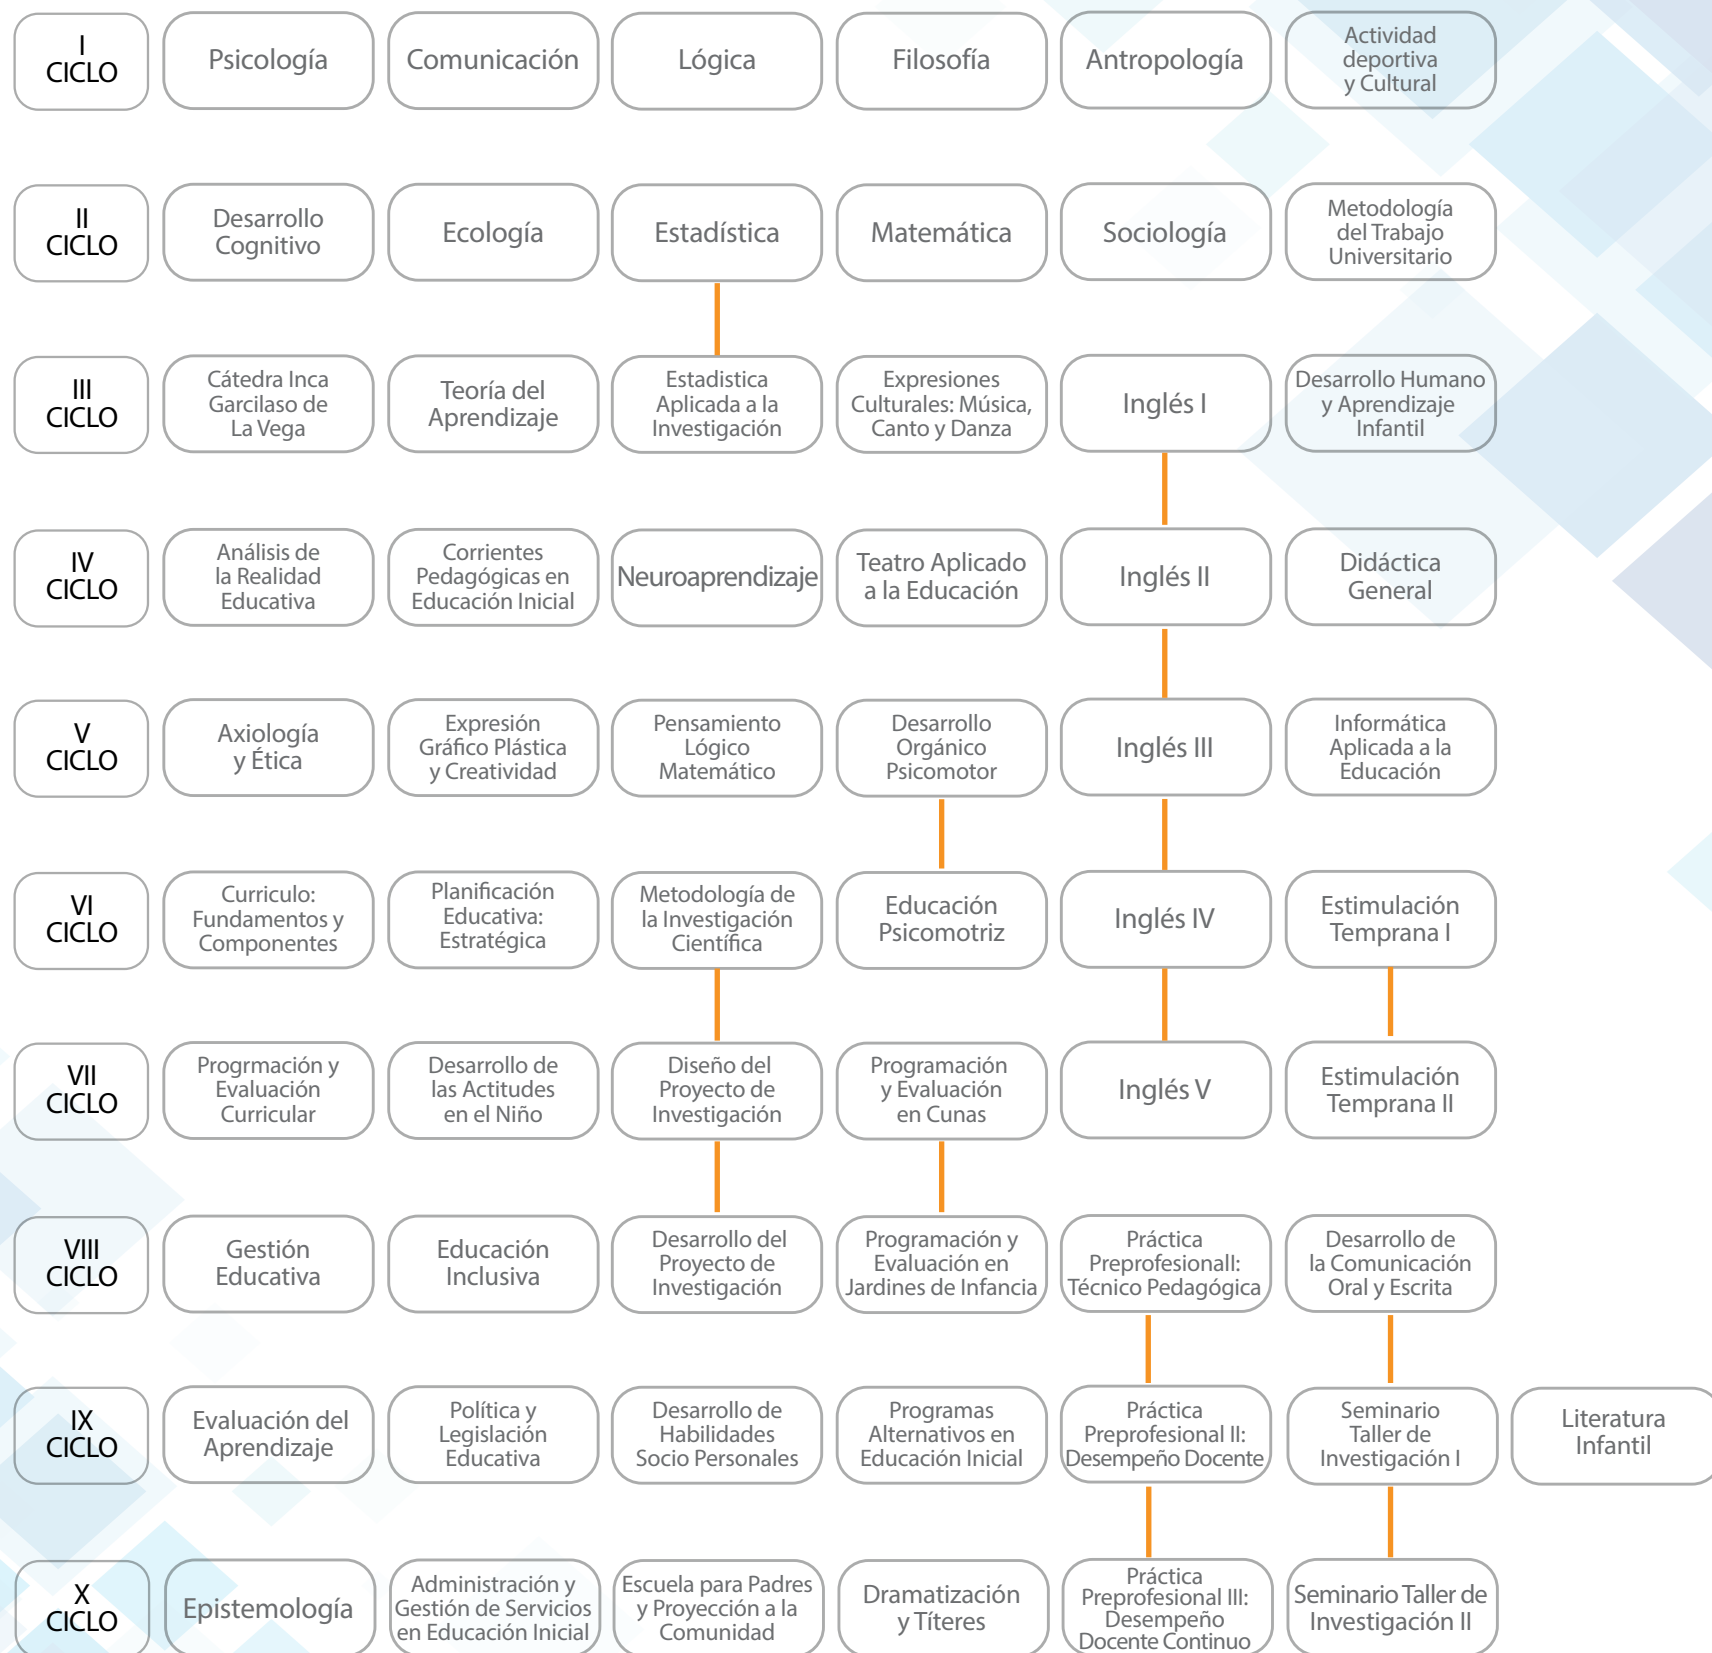 I
CICLO
Psicología
Comunicación
Lógica
Filosofía
Antropología
Actividad
deportiva
y Cultural
II
CICLO
Desarrollo
Cognitivo
Ecología
Estadística
Matemática
Sociología
Metodología
del Trabajo
Universitario
III
CICLO
Cátedra Inca
Garcilaso de
La Vega
Teoría del
Aprendizaje
Estadistica
Aplicada a la
Investigación
Expresiones
Culturales: Música,
Canto y Danza
Inglés I
Desarrollo Humano
y Aprendizaje
Infantil
IV
CICLO
Análisis de
la Realidad
Educativa
Corrientes
Pedagógicas en
Educación Inicial
Neuroaprendizaje
Teatro Aplicado
a la Educación
Inglés II
Didáctica
General
V
CICLO
Axiología
y Ética
Expresión
Gráfico Plástica
y Creatividad
Pensamiento
Lógico
Matemático
Desarrollo
Orgánico
Psicomotor
Inglés III
Informática
Aplicada a la
Educación
VI
CICLO
Curriculo:
Fundamentos y
Componentes
Planificación
Educativa:
Estratégica
Metodología de
la Investigación
Científica
Educación
Psicomotriz
Inglés IV
Estimulación
Temprana I
VII
CICLO
Progrmación y
Evaluación
Curricular
Desarrollo de
las Actitudes
en el Niño
Diseño del
Proyecto de
Investigación
Programación
y Evaluación
en Cunas
Inglés V
Estimulación
Temprana II
VIII
CICLO
Gestión
Educativa
Educación
Inclusiva
Desarrollo del
Proyecto de
Investigación
Programación y
Evaluación en
Jardines de Infancia
Práctica
PreprofesionalI:
Técnico Pedagógica
Desarrollo de
la Comunicación
Oral y Escrita
IX
CICLO
Evaluación del
Aprendizaje
Política y
Legislación
Educativa
Desarrollo de
Habilidades
Socio Personales
Programas
Alternativos en
Educación Inicial
Práctica
Preprofesional II:
Desempeño Docente
Seminario
Taller de
Investigación I
Literatura
Infantil
X
CICLO
Epistemología
Administración y
Gestión de Servicios
en Educación Inicial
Escuela para Padres
y Proyección a la
Comunidad
Dramatización
y Títeres
Práctica
Preprofesional III:
Desempeño
Docente Continuo
Seminario Taller de
Investigación II